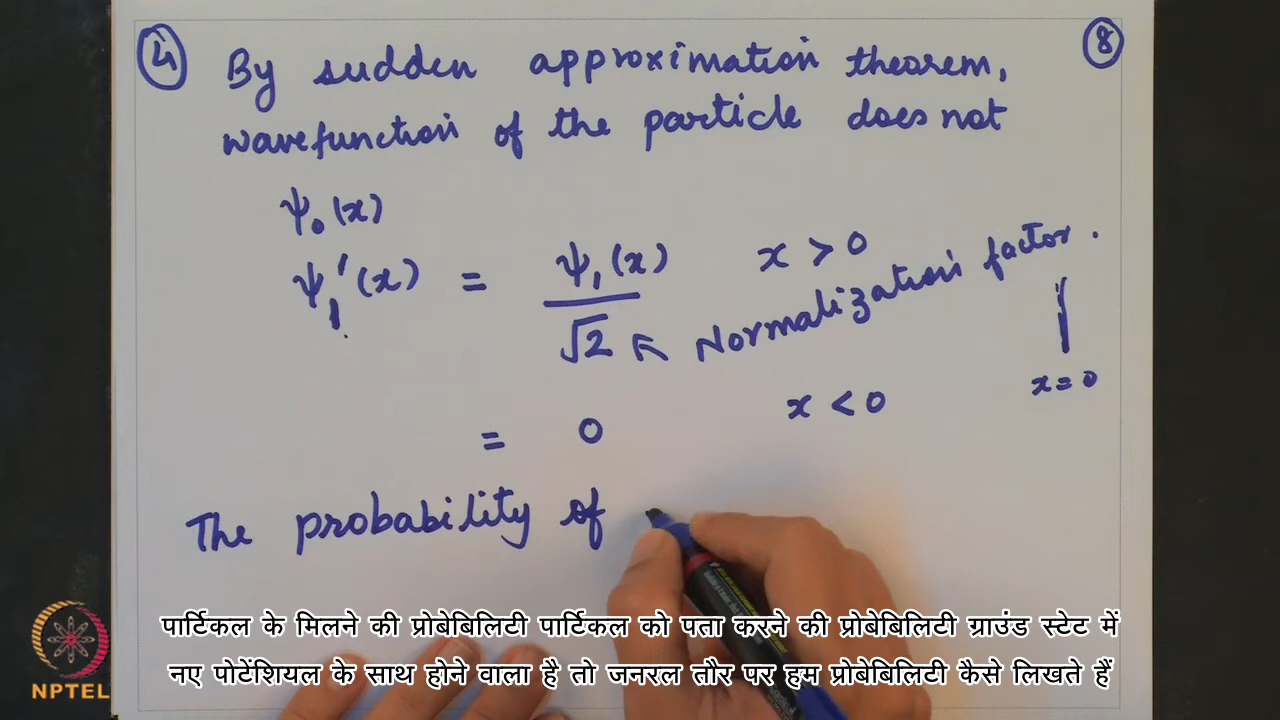 4 By sudden approximation theorem, 8
wavefunction of the particle does not
ψ₀(x)
ψ₁′(x) = ψ₁(x) / √2 x > 0
↖ Normalization factor.
= 0 x < 0
x = 0
The probability of
पार्टिकल के मिलने की प्रोबेबिलिटी पार्टिकल को पता करने की प्रोबेबिलिटी ग्राउंड स्टेट में
नए पोटेंशियल के साथ होने वाला है तो जनरल तौर पर हम प्रोबेबिलिटी कैसे लिखते हैं
NPTEL